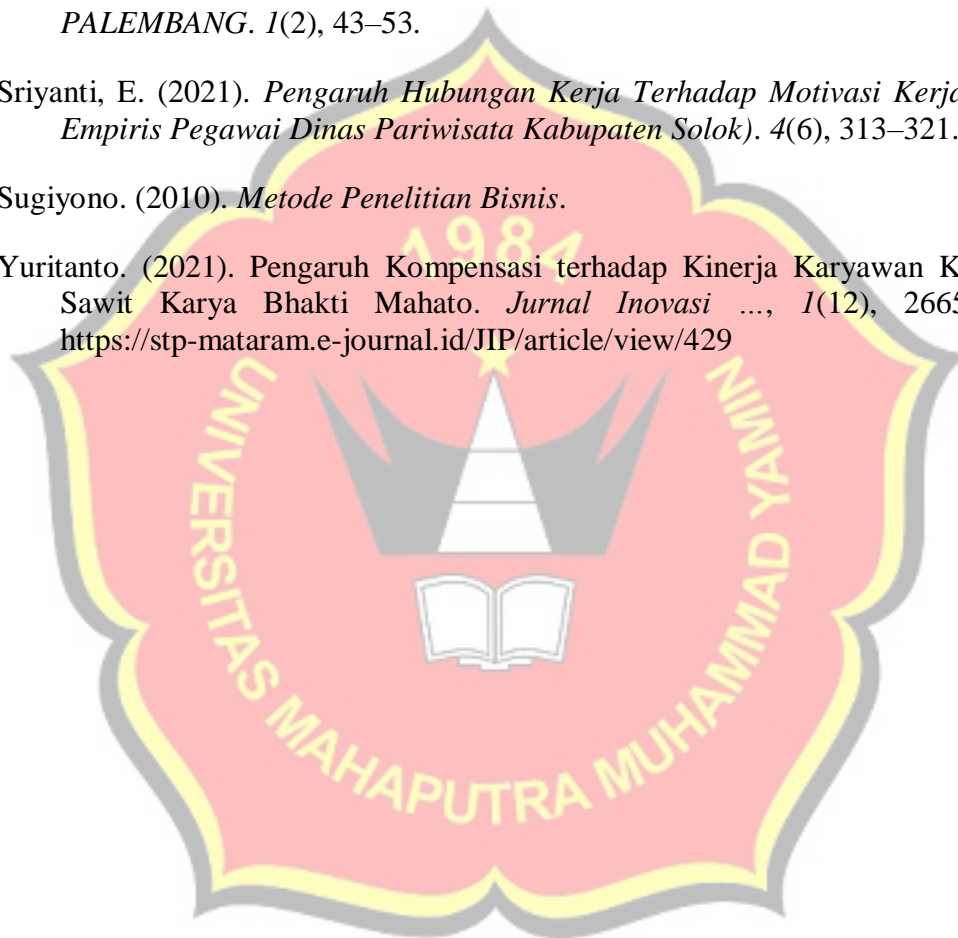 PALEMBANG. 1(2), 43–53.
Sriyanti, E. (2021). Pengaruh Hubungan Kerja Terhadap Motivasi Kerja
Empiris Pegawai Dinas Pariwisata Kabupaten Solok). 4(6), 313–321.
Sugiyono. (2010). Metode Penelitian Bisnis.
Yuritanto. (2021). Pengaruh Kompensasi terhadap Kinerja Karyawan K
Sawit Karya Bhakti Mahato. Jurnal Inovasi ..., 1(12), 2665
https://stp-mataram.e-journal.id/JIP/article/view/429
1984
UNIVERSITAS MAHAPUTRA MUHAMMAD YAMIN